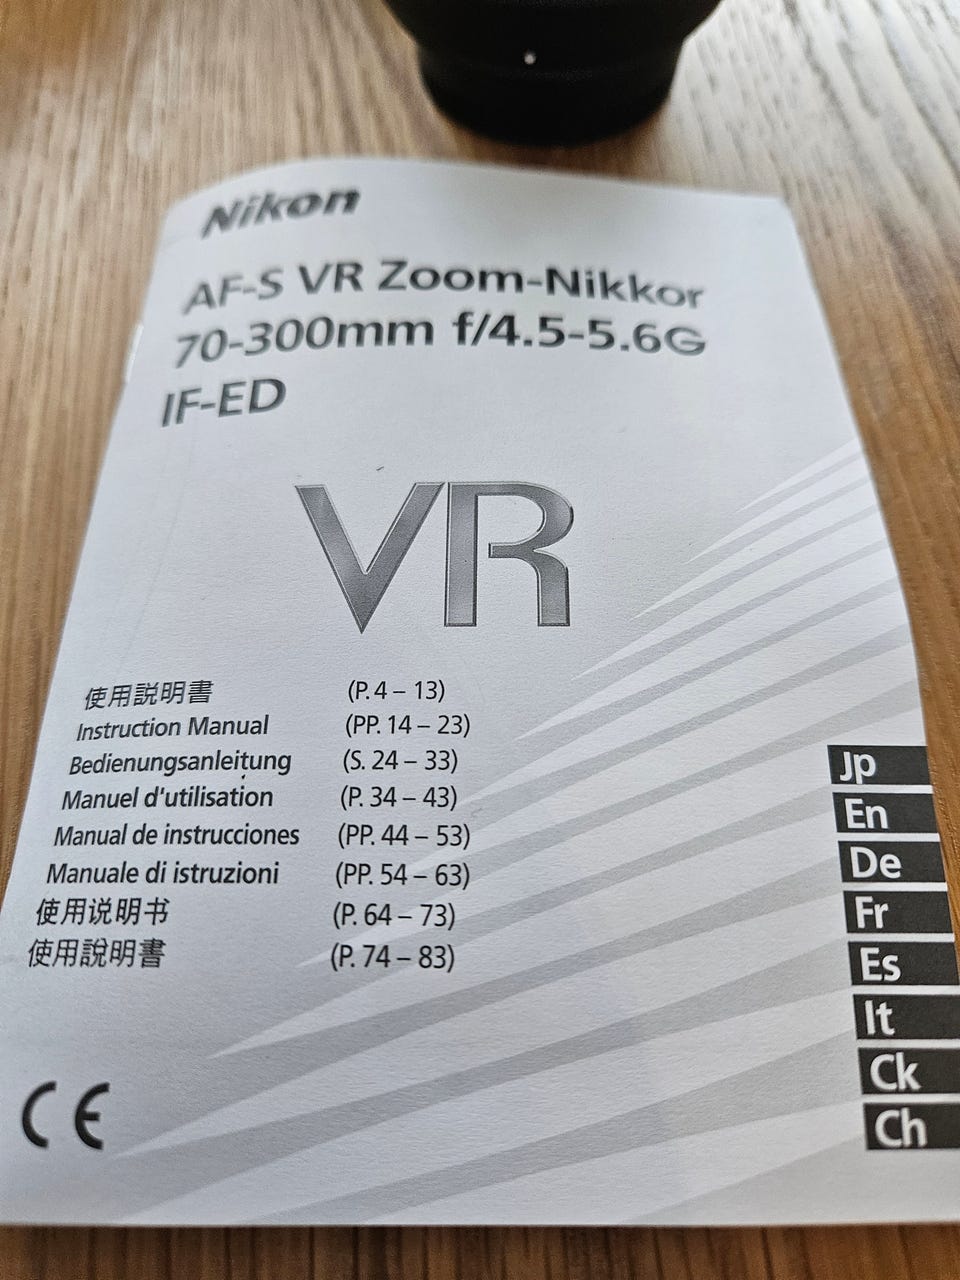 Nikon
AF-S VR Zoom-Nikkor
70-300mm f/4.5-5.6G
IF-ED
VR
使用説明書 (P. 4 – 13)
Instruction Manual (PP. 14 – 23)
Bedienungsanleitung (S. 24 – 33)
Manuel d'utilisation (P. 34 – 43)
Manual de instrucciones (PP. 44 – 53)
Manuale di istruzioni (PP. 54 – 63)
使用说明书 (P. 64 – 73)
使用說明書 (P. 74 – 83)
Jp
En
De
Fr
Es
It
Ck
Ch
CE